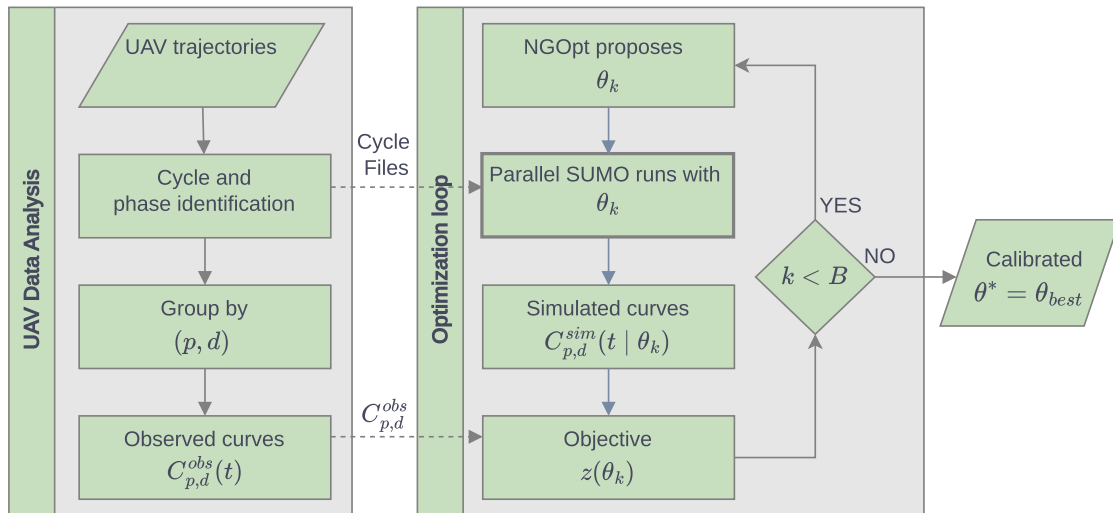 UAV Data Analysis
UAV trajectories
Cycle and
phase identification
Group by
(p, d)
Observed curves
C_{p,d}^{obs}(t)
Cycle
Files
C_{p,d}^{obs}
Optimization loop
NGOpt proposes
θ_k
Parallel SUMO runs with
θ_k
Simulated curves
C_{p,d}^{sim}(t | θ_k)
Objective
z(θ_k)
YES
k < B
NO
Calibrated
θ* = θ_{best}